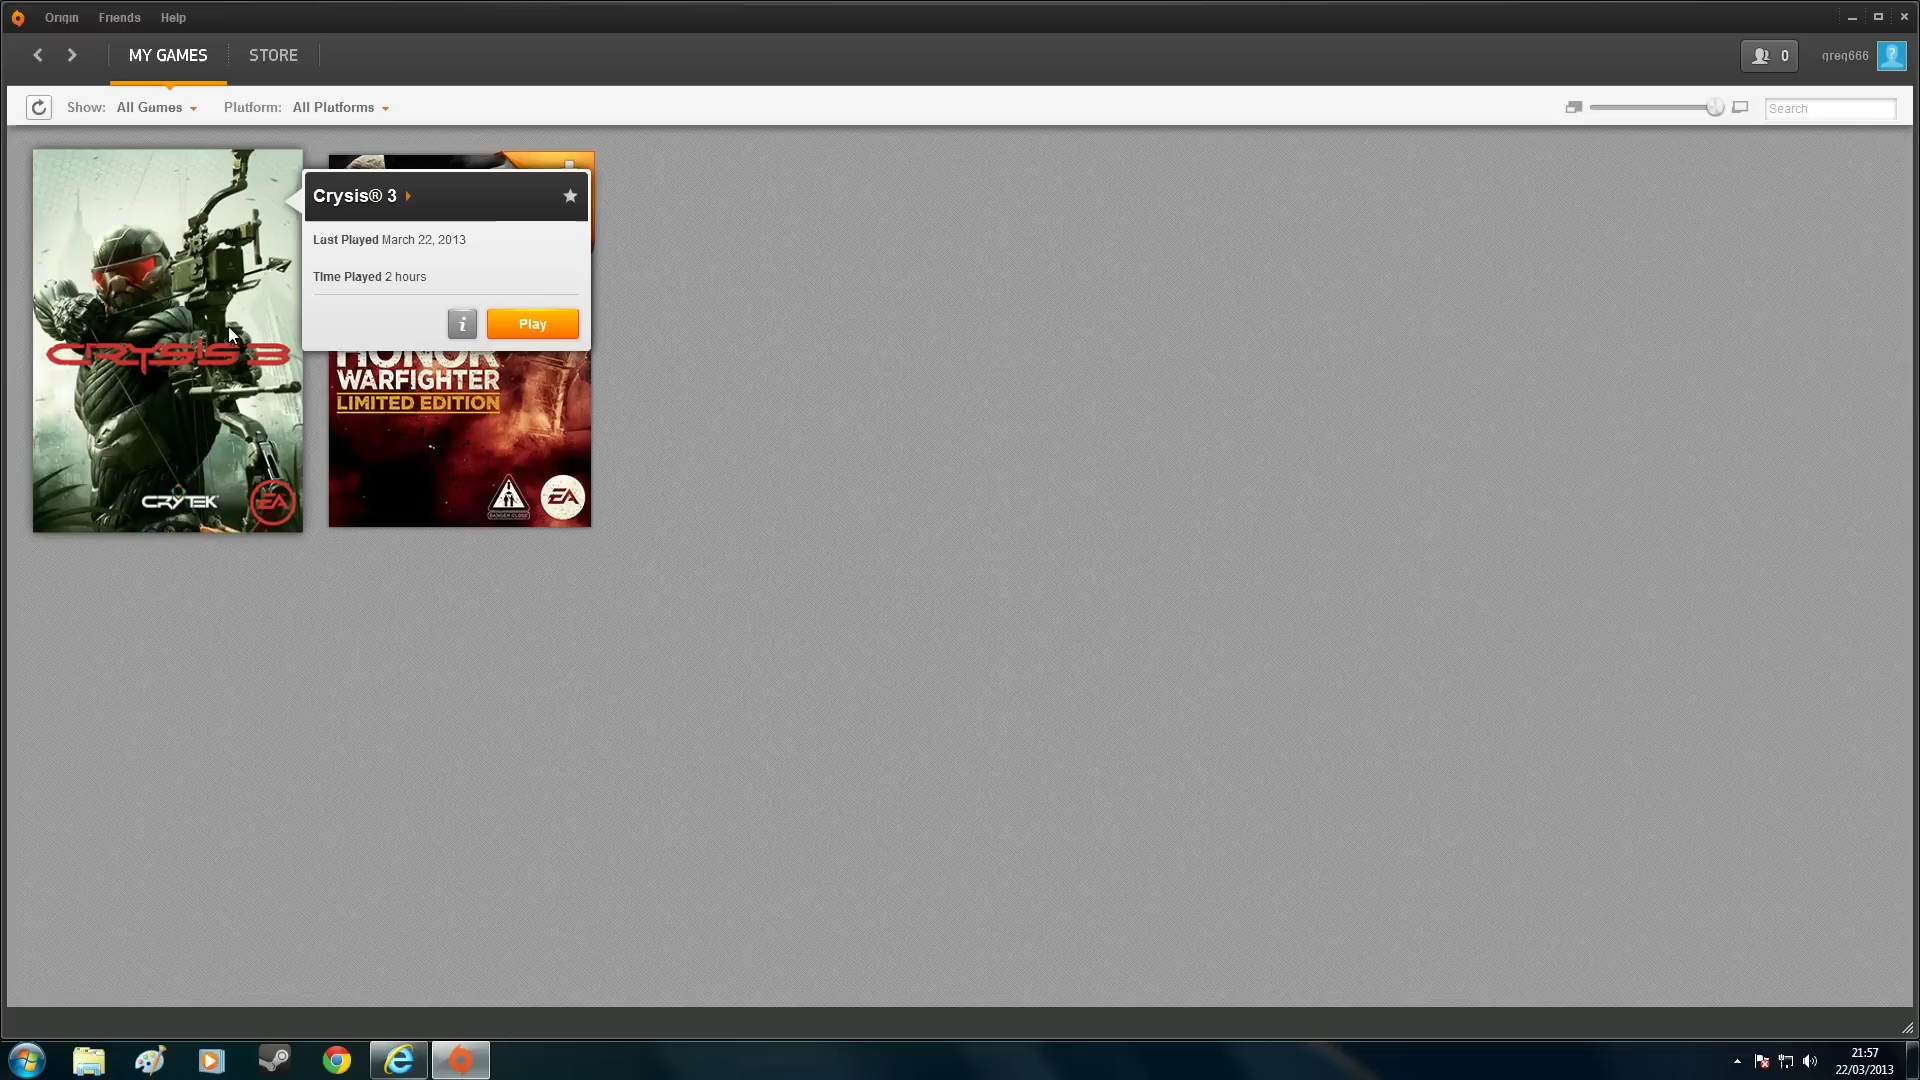 Origin Friends Help
MY GAMES STORE
0 greg666
Show: All Games Platform: All Platforms
Search
Crysis® 3
Last Played March 22, 2013
Time Played 2 hours
i Play
CRYSIS 3
CRYTEK
EA
HONOR
WARFIGHTER
LIMITED EDITION
DANGER CLOSE
EA
21:57
22/03/2013